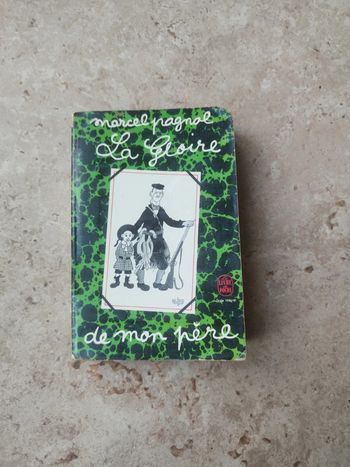 marcel pagnol
La Gloire
LE LIVRE
DE POCHE
de mon père